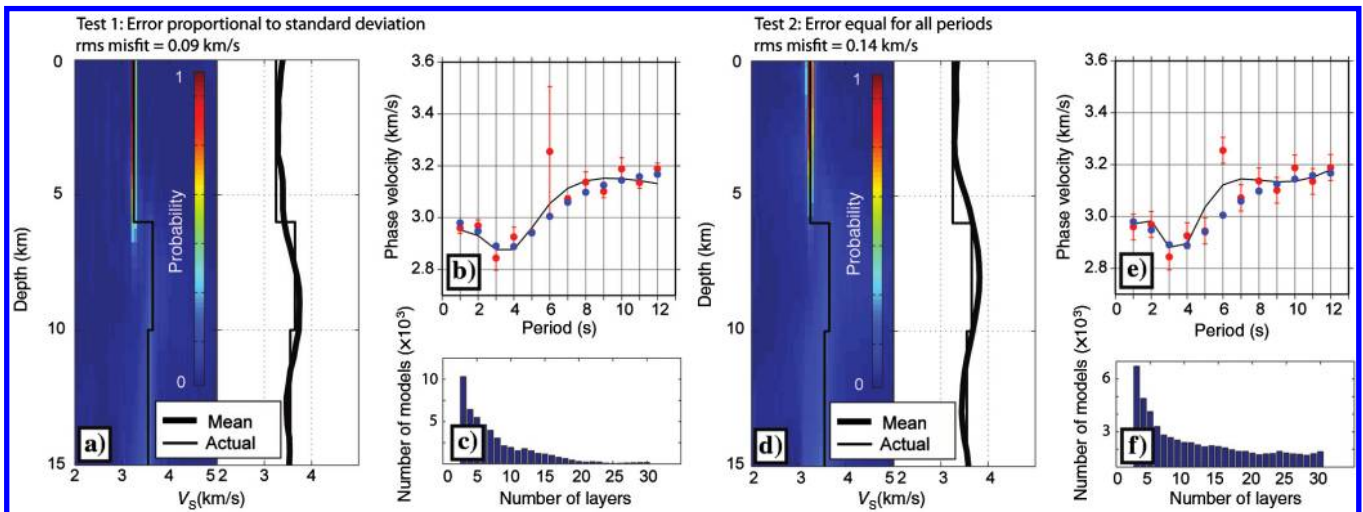 Test 1: Error proportional to standard deviation
rms misfit = 0.09 km/s
0
5
10
15
Depth (km)
1
0
Probability
Mean
Actual
a)
2
3
4
5
2
3
4
Vs(km/s)
3.6
3.4
3.2
3.0
2.8
Phase velocity (km/s)
b)
0
2
4
6
8
10
12
Period (s)
Number of models (×10³)
10
5
c)
0
5
10
15
20
25
30
Number of layers
Test 2: Error equal for all periods
rms misfit = 0.14 km/s
0
5
10
15
Depth (km)
1
0
Probability
Mean
Actual
d)
2
3
4
5
2
3
4
Vs(km/s)
3.6
3.4
3.2
3.0
2.8
Phase velocity (km/s)
e)
0
2
4
6
8
10
12
Period (s)
Number of models (×10³)
6
3
f)
0
5
10
15
20
25
30
Number of layers